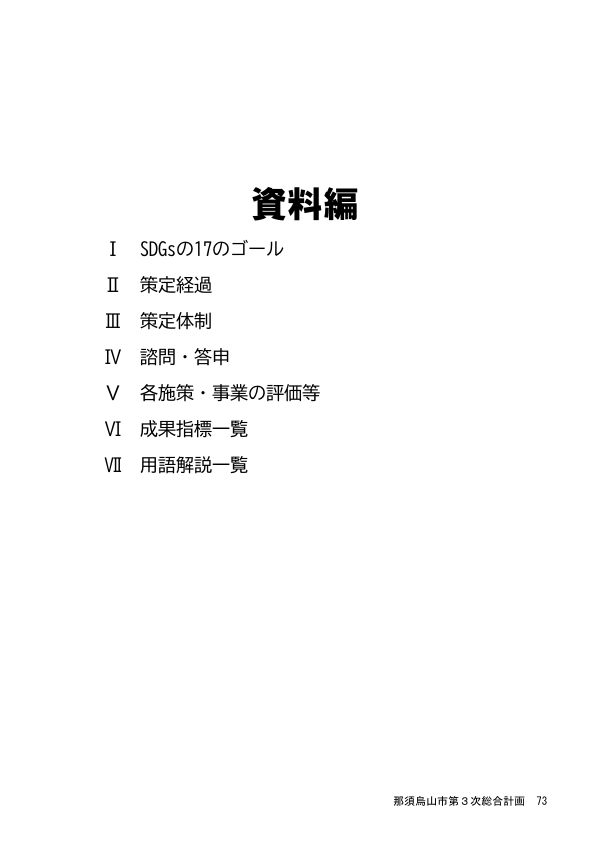 資料編
Ⅰ　SDGsの17のゴール
Ⅱ　策定経過
Ⅲ　策定体制
Ⅳ　諮問・答申
Ⅴ　各施策・事業の評価等
Ⅵ　成果指標一覧
Ⅶ　用語解説一覧
那須烏山市第３次総合計画　73